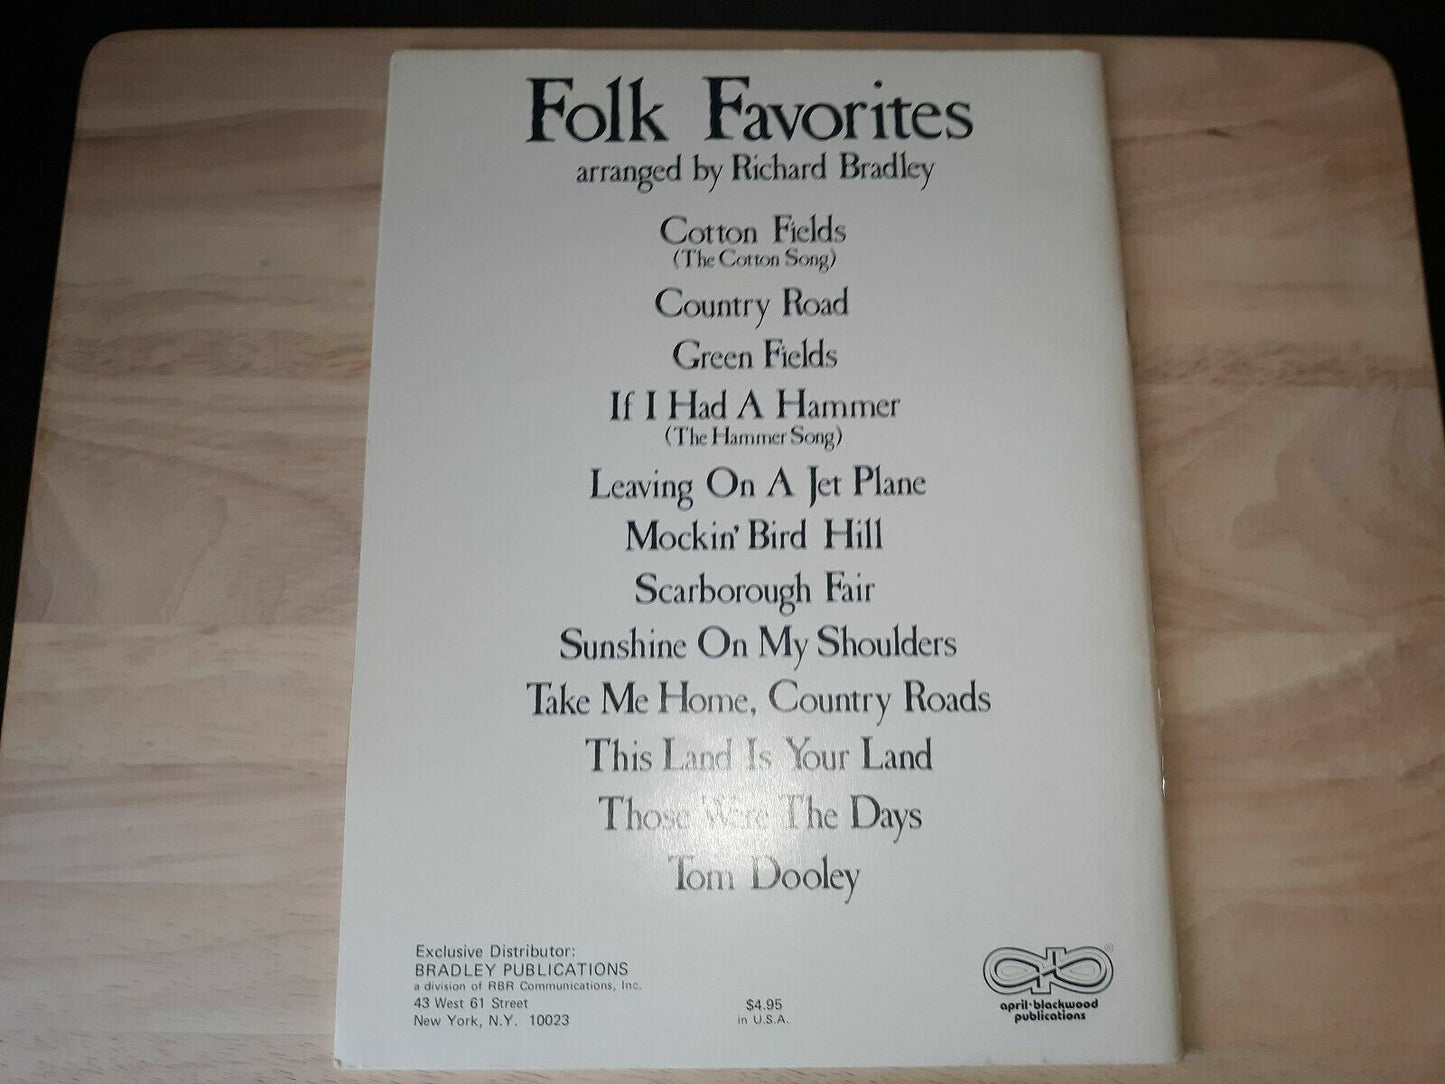 Folk Favorites
arranged by Richard Bradley
Cotton Fields
(The Cotton Song)
Country Road
Green Fields
If I Had A Hammer
(The Hammer Song)
Leaving On A Jet Plane
Mockin' Bird Hill
Scarborough Fair
Sunshine On My Shoulders
Take Me Home, Country Roads
This Land Is Your Land
Those Were The Days
Tom Dooley
Exclusive Distributor:
BRADLEY PUBLICATIONS
a division of RBR Communications, Inc.
43 West 61 Street
New York, N.Y. 10023
$4.95
in U.S.A.
®
april·blackwood
publications